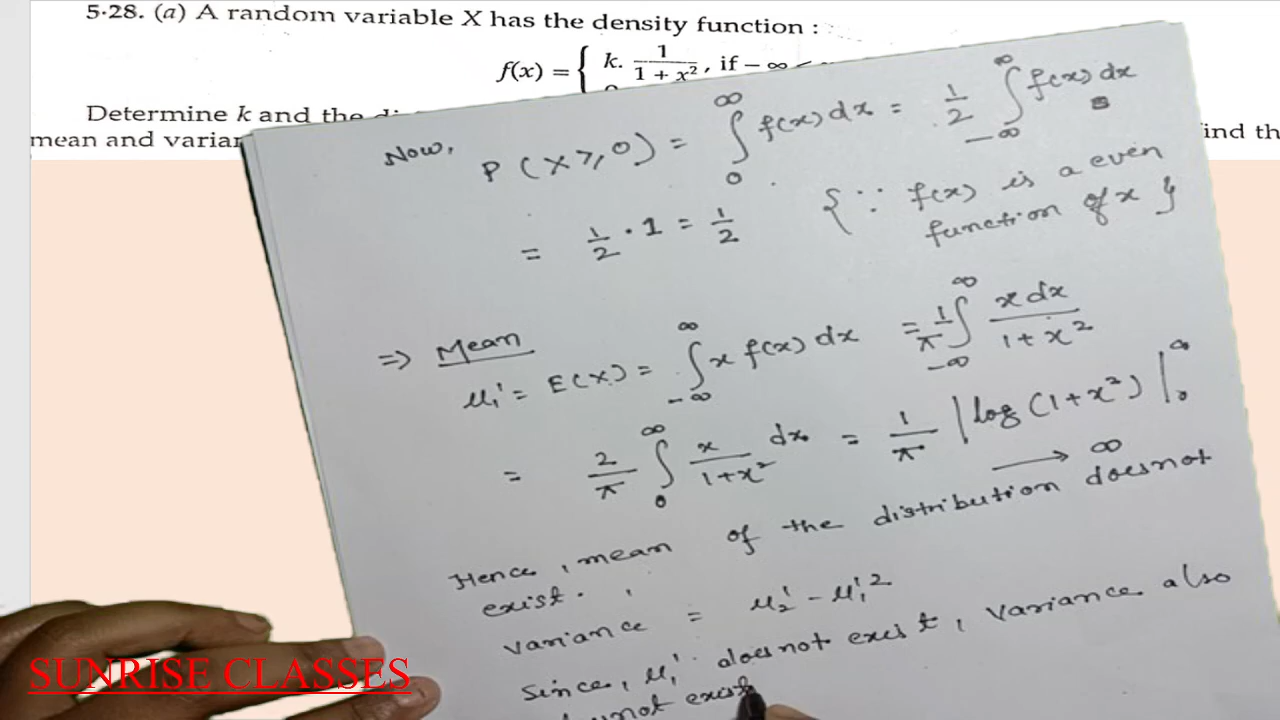 5·28. (a) A random variable X has the density function :
f(x) = { k. 1/(1 + x²), if – ∞ <
Determine k and the
mean and varian
ind th
Now,
P(X ≥ 0) = ∫₀^∞ f(x) dx = 1/2 ∫₋∞^∞ f(x) dx
= 1/2 · 1 = 1/2 {∵ f(x) is a even
function of x }
⇒ Mean
μ₁' = E(X) = ∫₋∞^∞ x f(x) dx = 1/π ∫₋∞^∞ x dx/(1 + x²)
= 2/π ∫₀^∞ x/(1+x²) dx = 1/π |log (1+x²)|₀^∞
→ ∞
Hence, mean of the distribution does not
exist.
variance = μ₂' - μ₁'²
Since, μ₁' does not exist, variance also
not exist
SUNRISE CLASSES